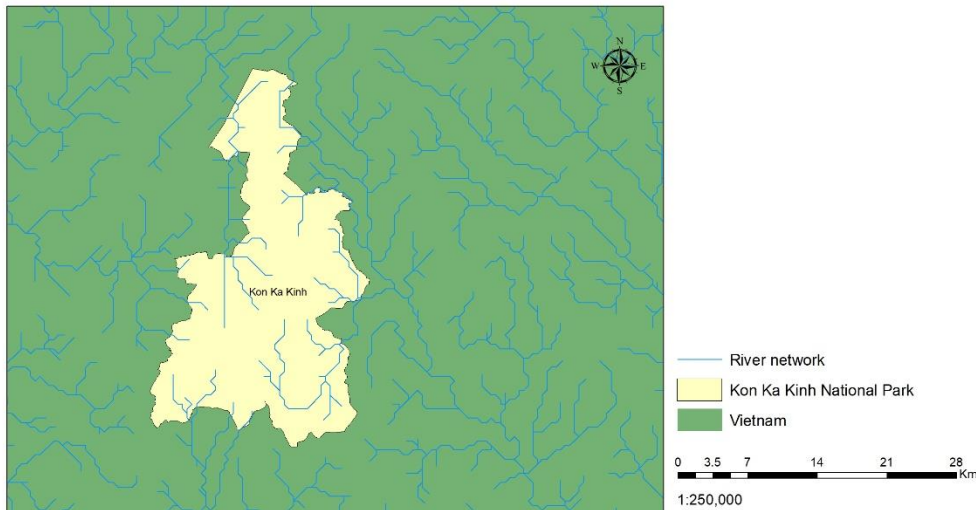 N
W E
S
Kon Ka Kinh
River network
Kon Ka Kinh National Park
Vietnam
0 3.5 7 14 21 28
Km
1:250,000